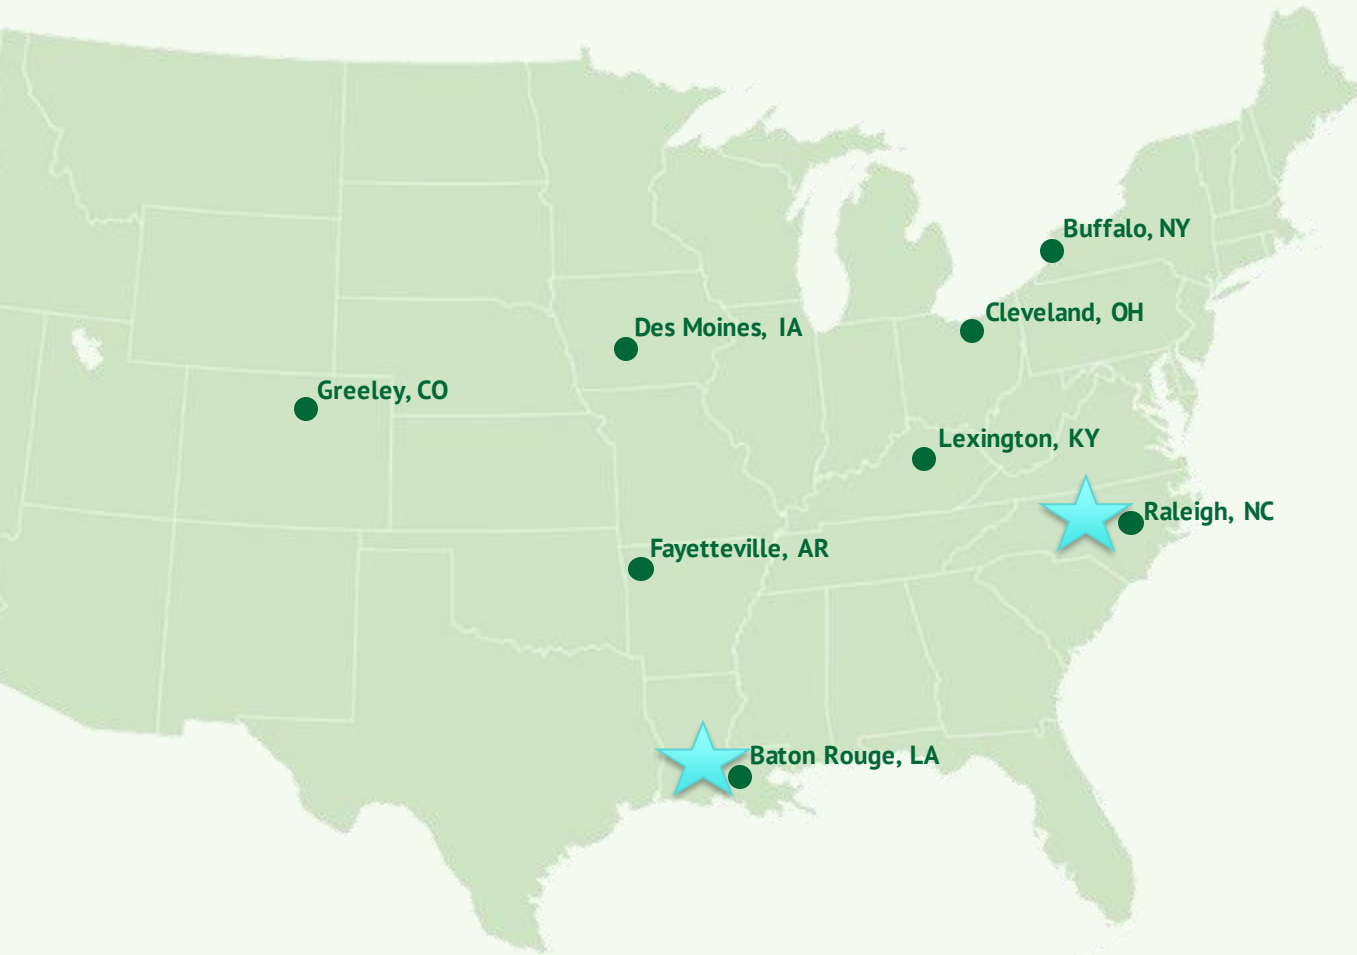 Buffalo, NY
Cleveland, OH
Des Moines, IA
Greeley, CO
Lexington, KY
Raleigh, NC
Fayetteville, AR
Baton Rouge, LA